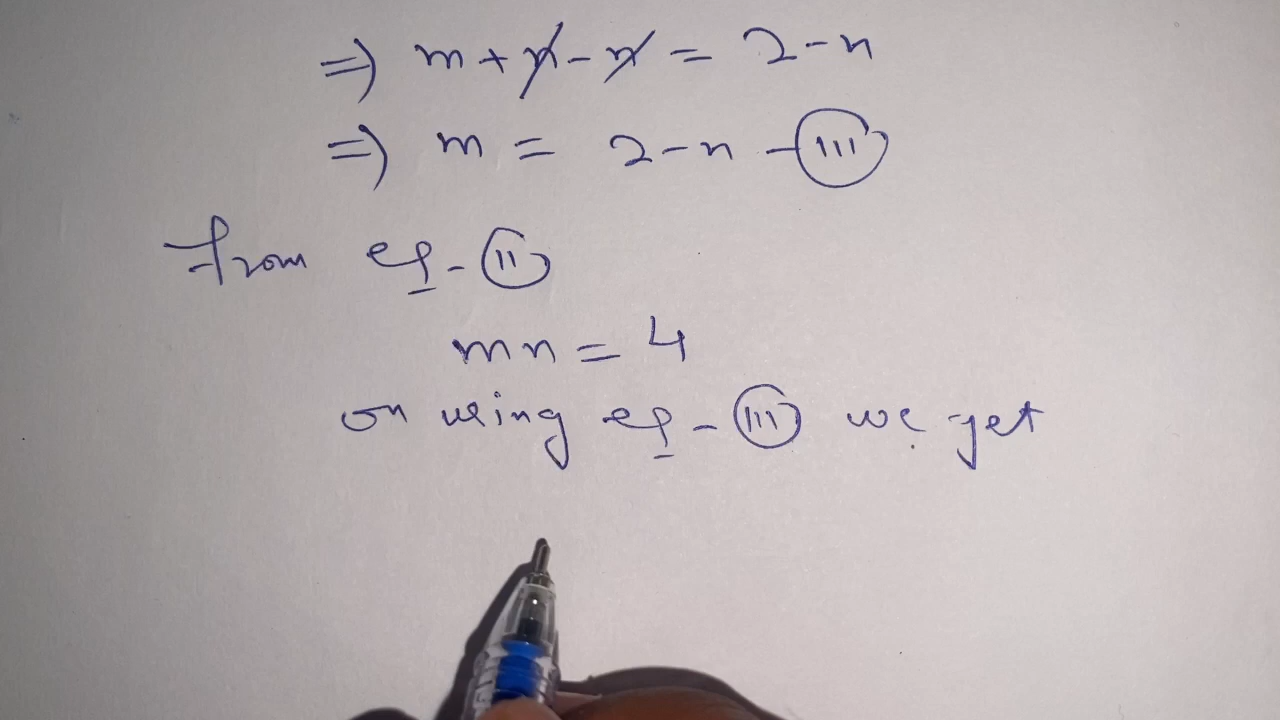 ⇒ m + n - n = 2 - n
⇒ m = 2 - n - (III)
From eq - (II)
mn = 4
on using eq - (III) we get